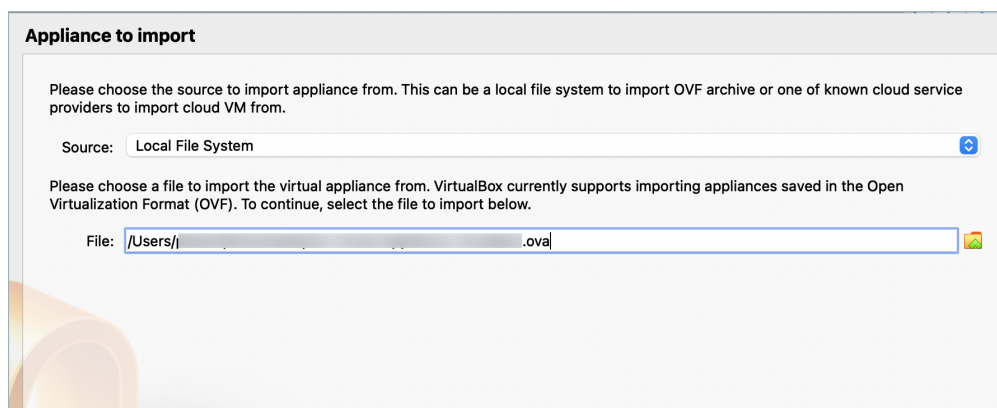 Appliance to import
Please choose the source to import appliance from. This can be a local file system to import OVF archive or one of known cloud service
providers to import cloud VM from.
Source: Local File System
Please choose a file to import the virtual appliance from. VirtualBox currently supports importing appliances saved in the Open
Virtualization Format (OVF). To continue, select the file to import below.
File: /Users/ .ova